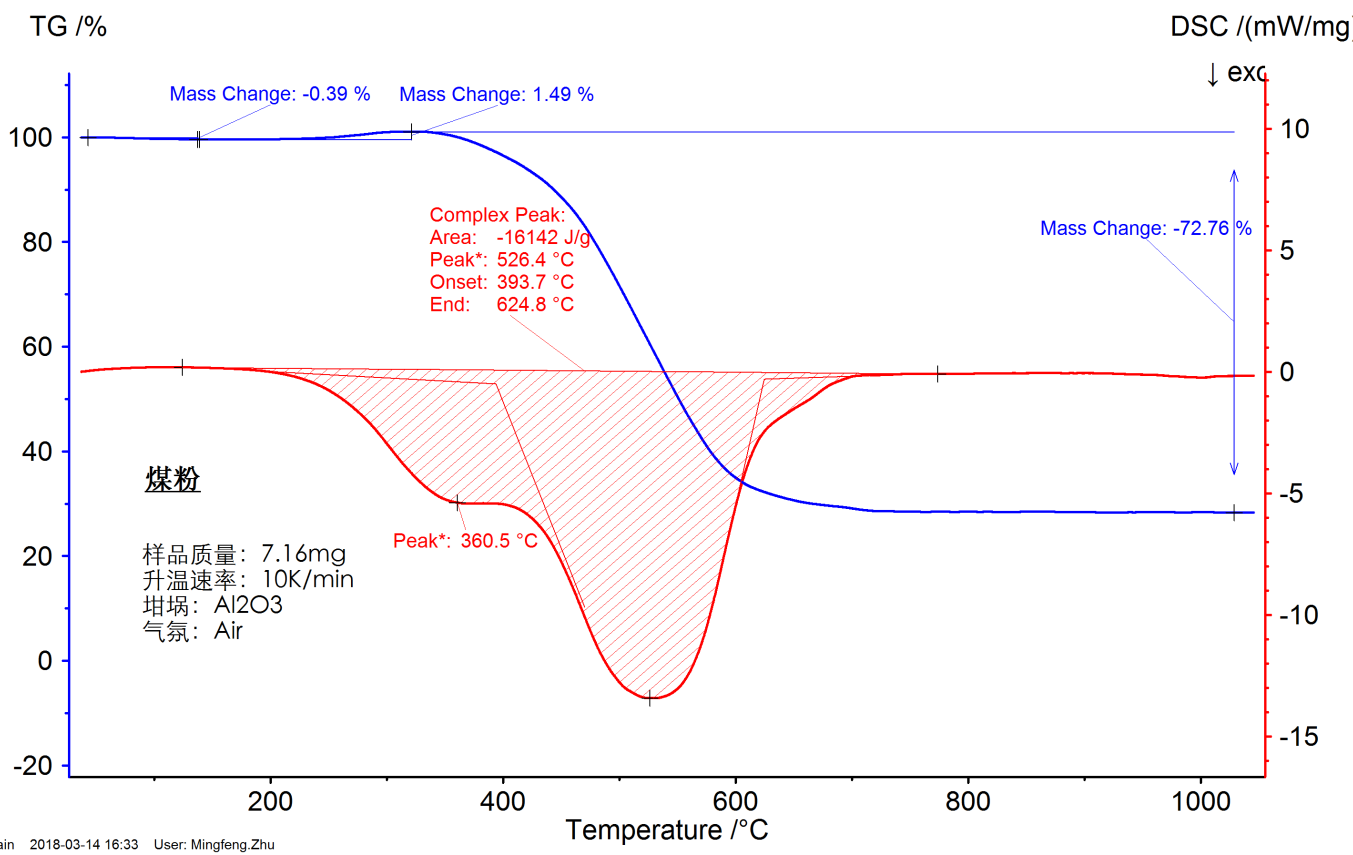 TG /%
DSC /(mW/mg)
↓ exo
Mass Change: -0.39 %
Mass Change: 1.49 %
100
10
Complex Peak:
Area: -16142 J/g
Peak*: 526.4 °C
Onset: 393.7 °C
End: 624.8 °C
Mass Change: -72.76 %
80
5
60
0
40
煤粉
-5
Peak*: 360.5 °C
样品质量：7.16mg
升温速率：10K/min
坩埚：Al2O3
气氛：Air
20
-10
0
-15
-20
200
400
600
800
1000
Temperature /°C
2018-03-14 16:33 User: Mingfeng.Zhu